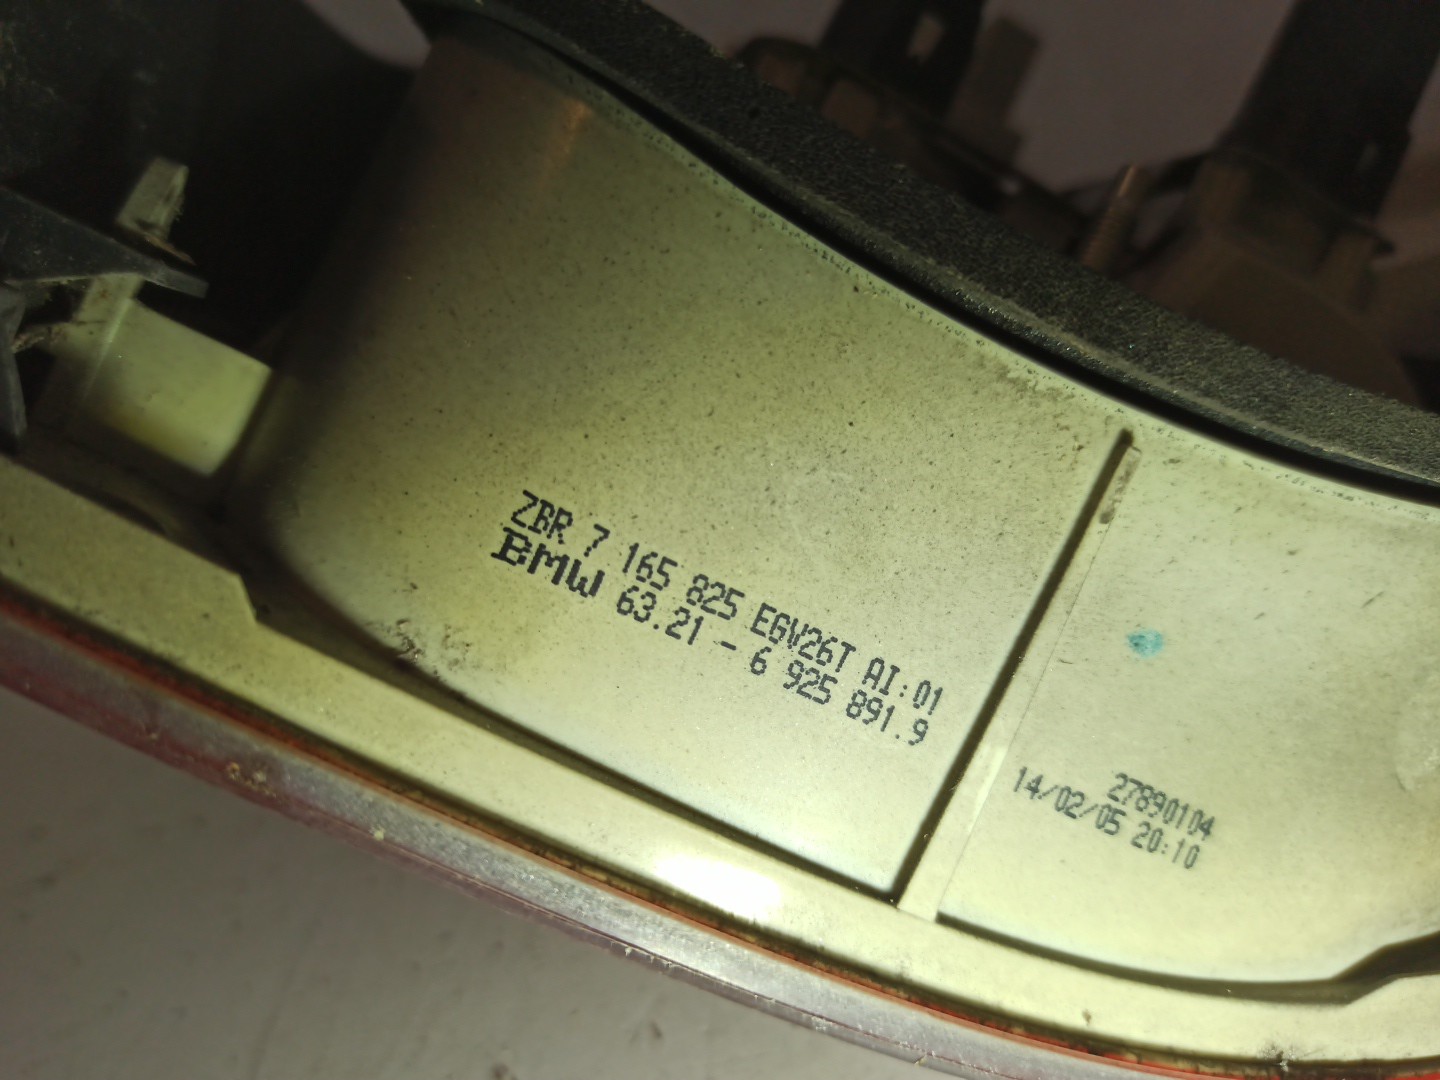 ZBR 7 165 825 EGV26T AI:01
BMW 63.21 - 6 925 891.9
27890104
14/02/05 20:10